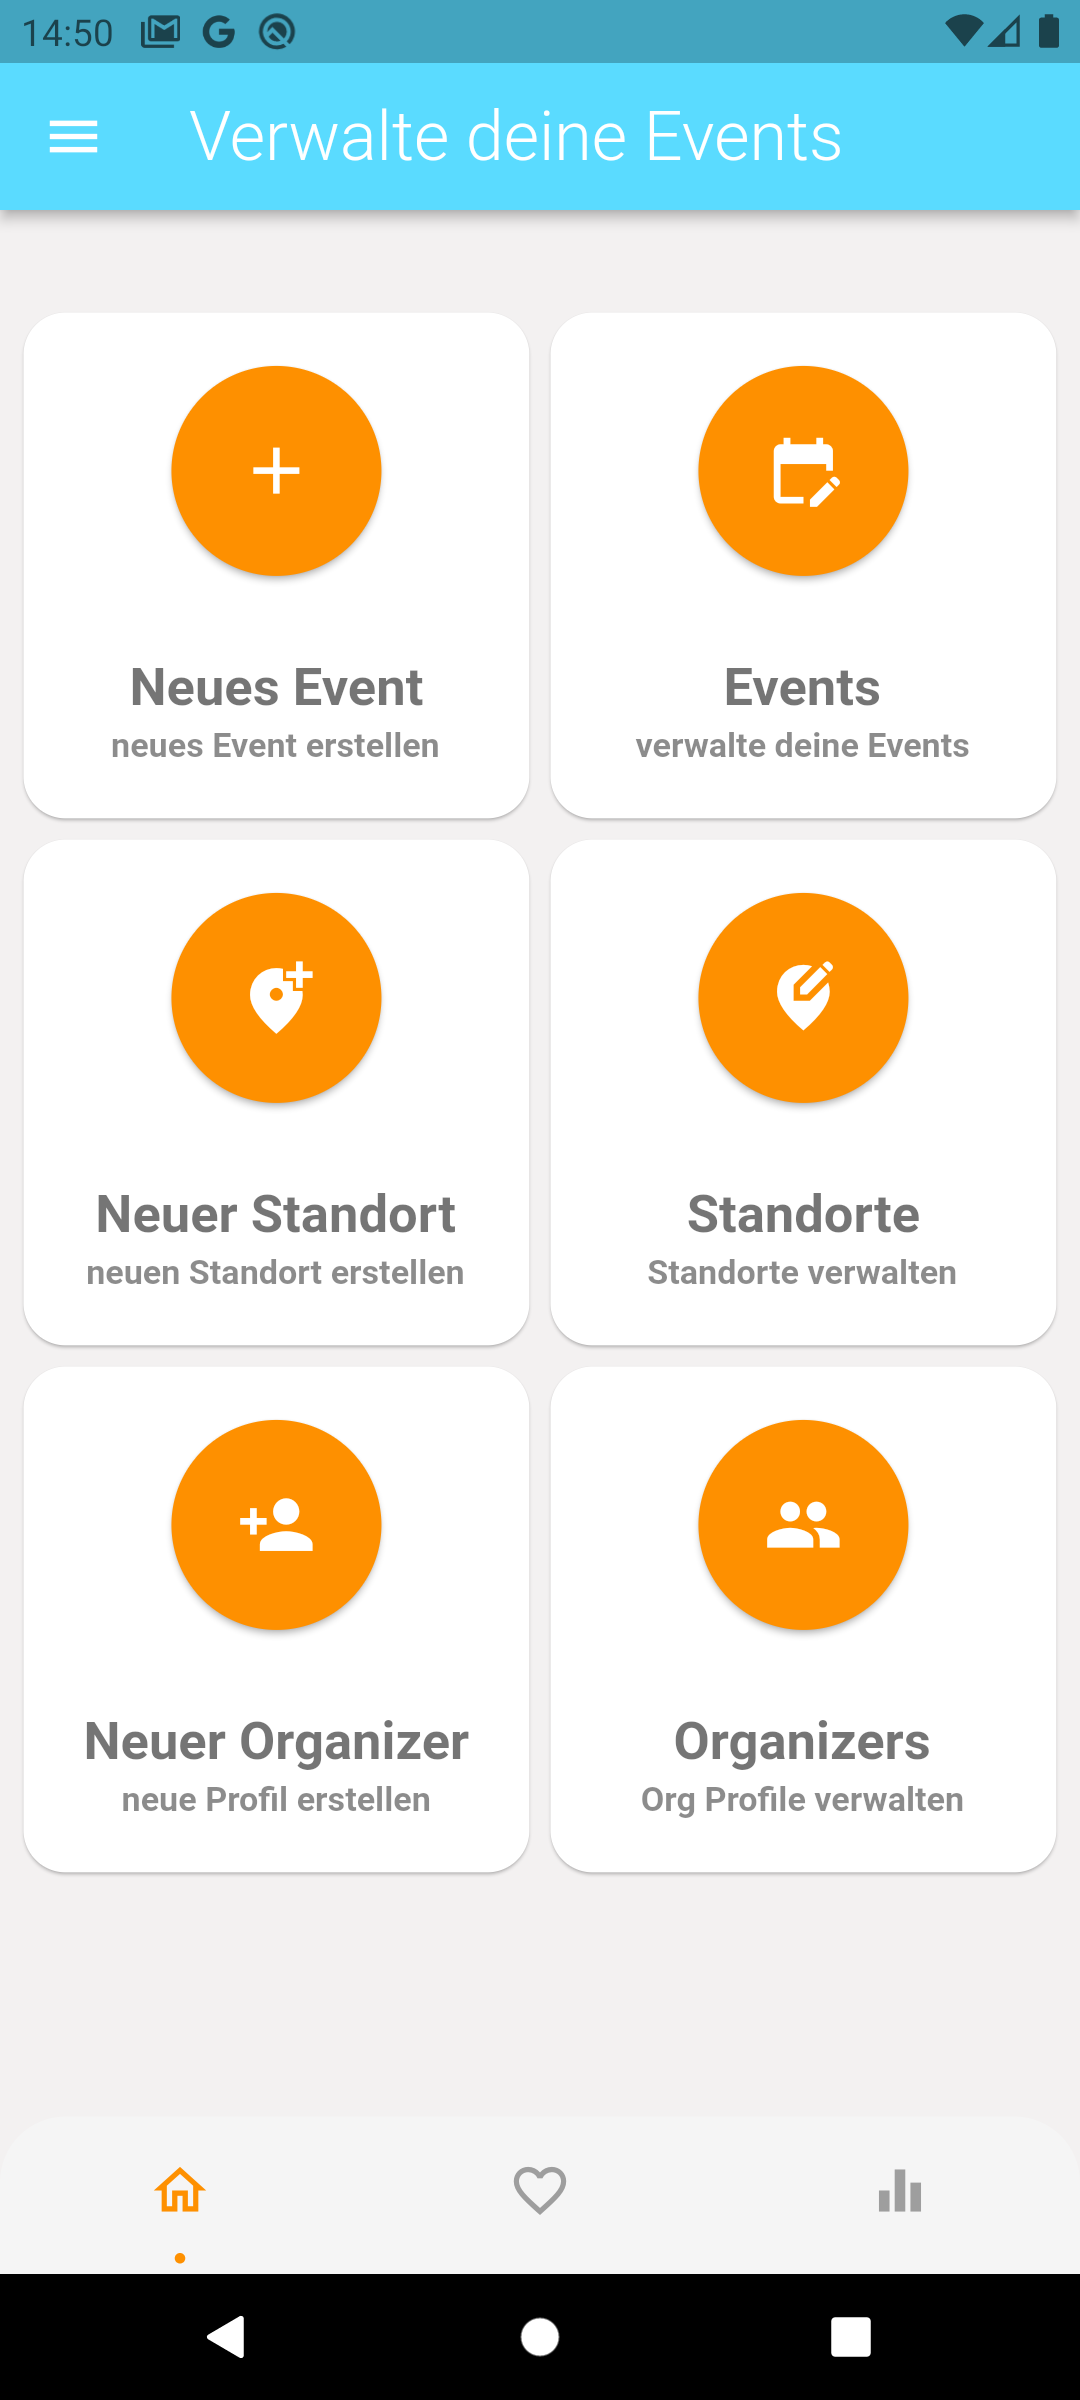 14:50
Verwalte deine Events
Neues Event
neues Event erstellen
Events
verwalte deine Events
Neuer Standort
neuen Standort erstellen
Standorte
Standorte verwalten
Neuer Organizer
neue Profil erstellen
Organizers
Org Profile verwalten